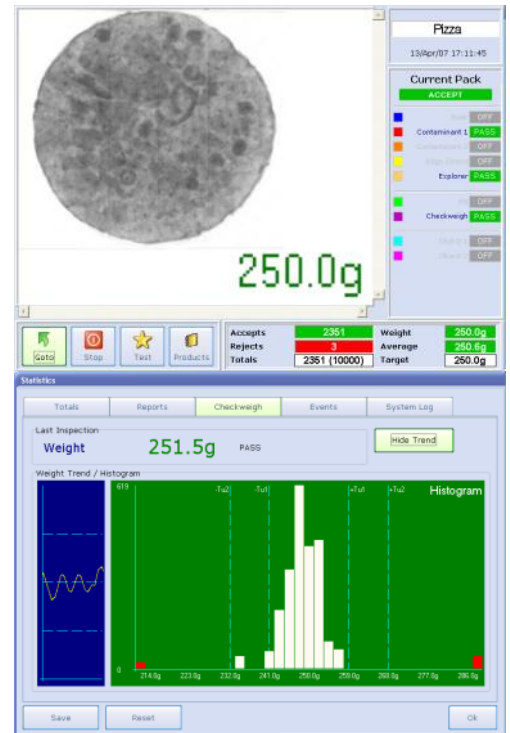 Pizza
13/Apr/07 17:11:45
Current Pack
ACCEPT
OFF
Contaminant 1 PASS
OFF
OFF
Explorer PASS
OFF
Checkweigh PASS
OFF
OFF
250.0g
Goto
Stop
Test
Products
Accepts 2351
Rejects 3
Totals 2351 (10000)
Weight 250.0g
Average 250.6g
Target 250.0g
Statistics
Totals
Reports
Checkweigh
Events
System Log
Last Inspection
Weight 251.5g PASS
Hide Trend
Weight Trend / Histogram
619
-Tu2 -Tu1 +Tu1 +Tu2 Histogram
0
214.0g 223.0g 232.0g 241.0g 250.0g 259.0g 268.0g 277.0g 286.0g
Save
Reset
Ok